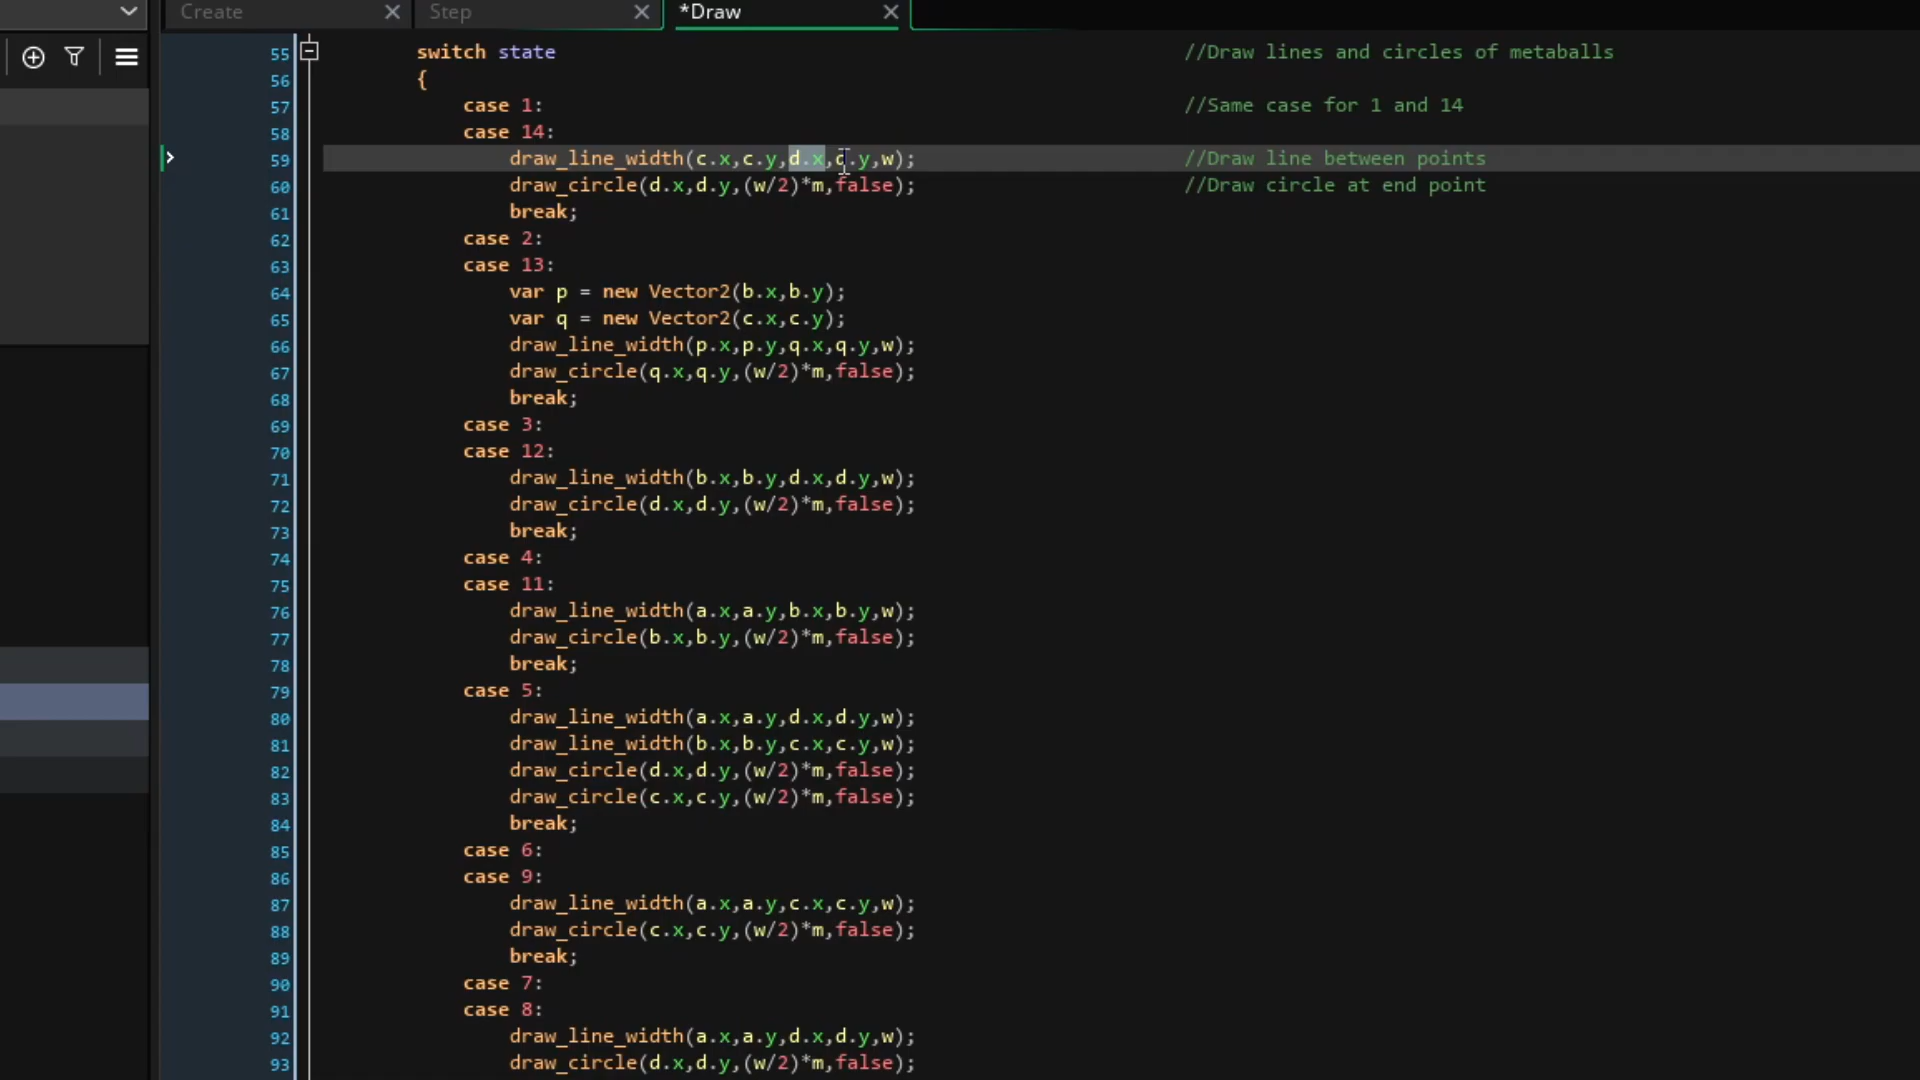 Create
Step
*Draw
55 switch state //Draw lines and circles of metaballs
56 {
57 case 1: //Same case for 1 and 14
58 case 14:
59 draw_line_width(c.x,c.y,d.x,d.y,w); //Draw line between points
60 draw_circle(d.x,d.y,(w/2)*m,false); //Draw circle at end point
61 break;
62 case 2:
63 case 13:
64 var p = new Vector2(b.x,b.y);
65 var q = new Vector2(c.x,c.y);
66 draw_line_width(p.x,p.y,q.x,q.y,w);
67 draw_circle(q.x,q.y,(w/2)*m,false);
68 break;
69 case 3:
70 case 12:
71 draw_line_width(b.x,b.y,d.x,d.y,w);
72 draw_circle(d.x,d.y,(w/2)*m,false);
73 break;
74 case 4:
75 case 11:
76 draw_line_width(a.x,a.y,b.x,b.y,w);
77 draw_circle(b.x,b.y,(w/2)*m,false);
78 break;
79 case 5:
80 draw_line_width(a.x,a.y,d.x,d.y,w);
81 draw_line_width(b.x,b.y,c.x,c.y,w);
82 draw_circle(d.x,d.y,(w/2)*m,false);
83 draw_circle(c.x,c.y,(w/2)*m,false);
84 break;
85 case 6:
86 case 9:
87 draw_line_width(a.x,a.y,c.x,c.y,w);
88 draw_circle(c.x,c.y,(w/2)*m,false);
89 break;
90 case 7:
91 case 8:
92 draw_line_width(a.x,a.y,d.x,d.y,w);
93 draw_circle(d.x,d.y,(w/2)*m,false);